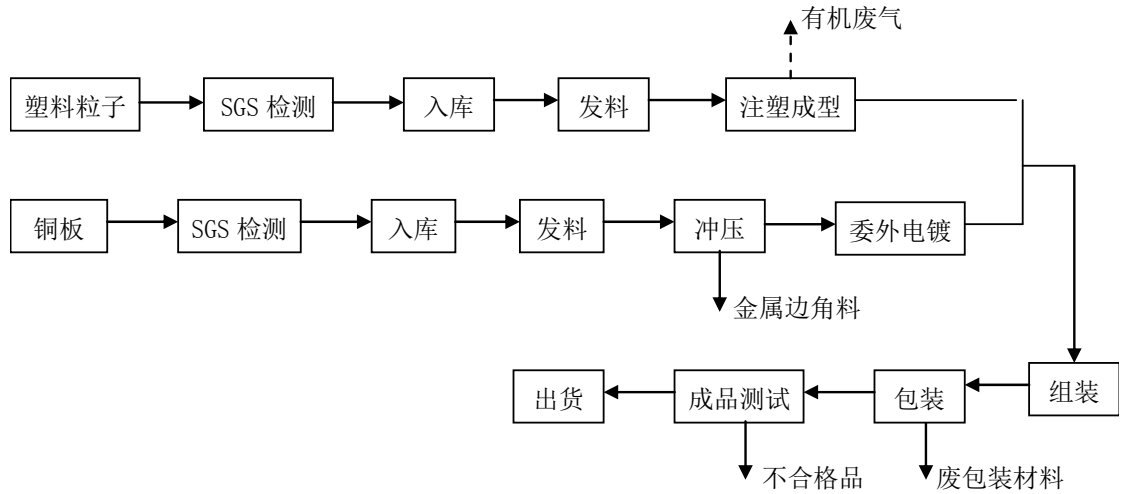 有机废气
塑料粒子
SGS 检测
入库
发料
注塑成型
铜板
SGS 检测
入库
发料
冲压
委外电镀
金属边角料
出货
成品测试
包装
组装
不合格品
废包装材料